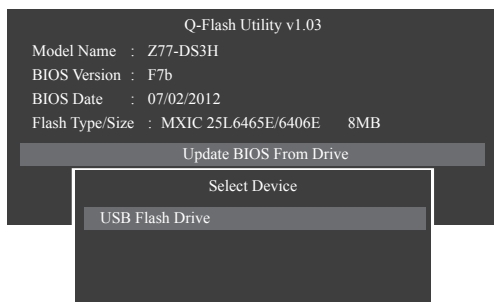 Q-Flash Utility v1.03
Model Name : Z77-DS3H
BIOS Version : F7b
BIOS Date : 07/02/2012
Flash Type/Size : MXIC 25L6465E/6406E 8MB
Update BIOS From Drive
Select Device
USB Flash Drive